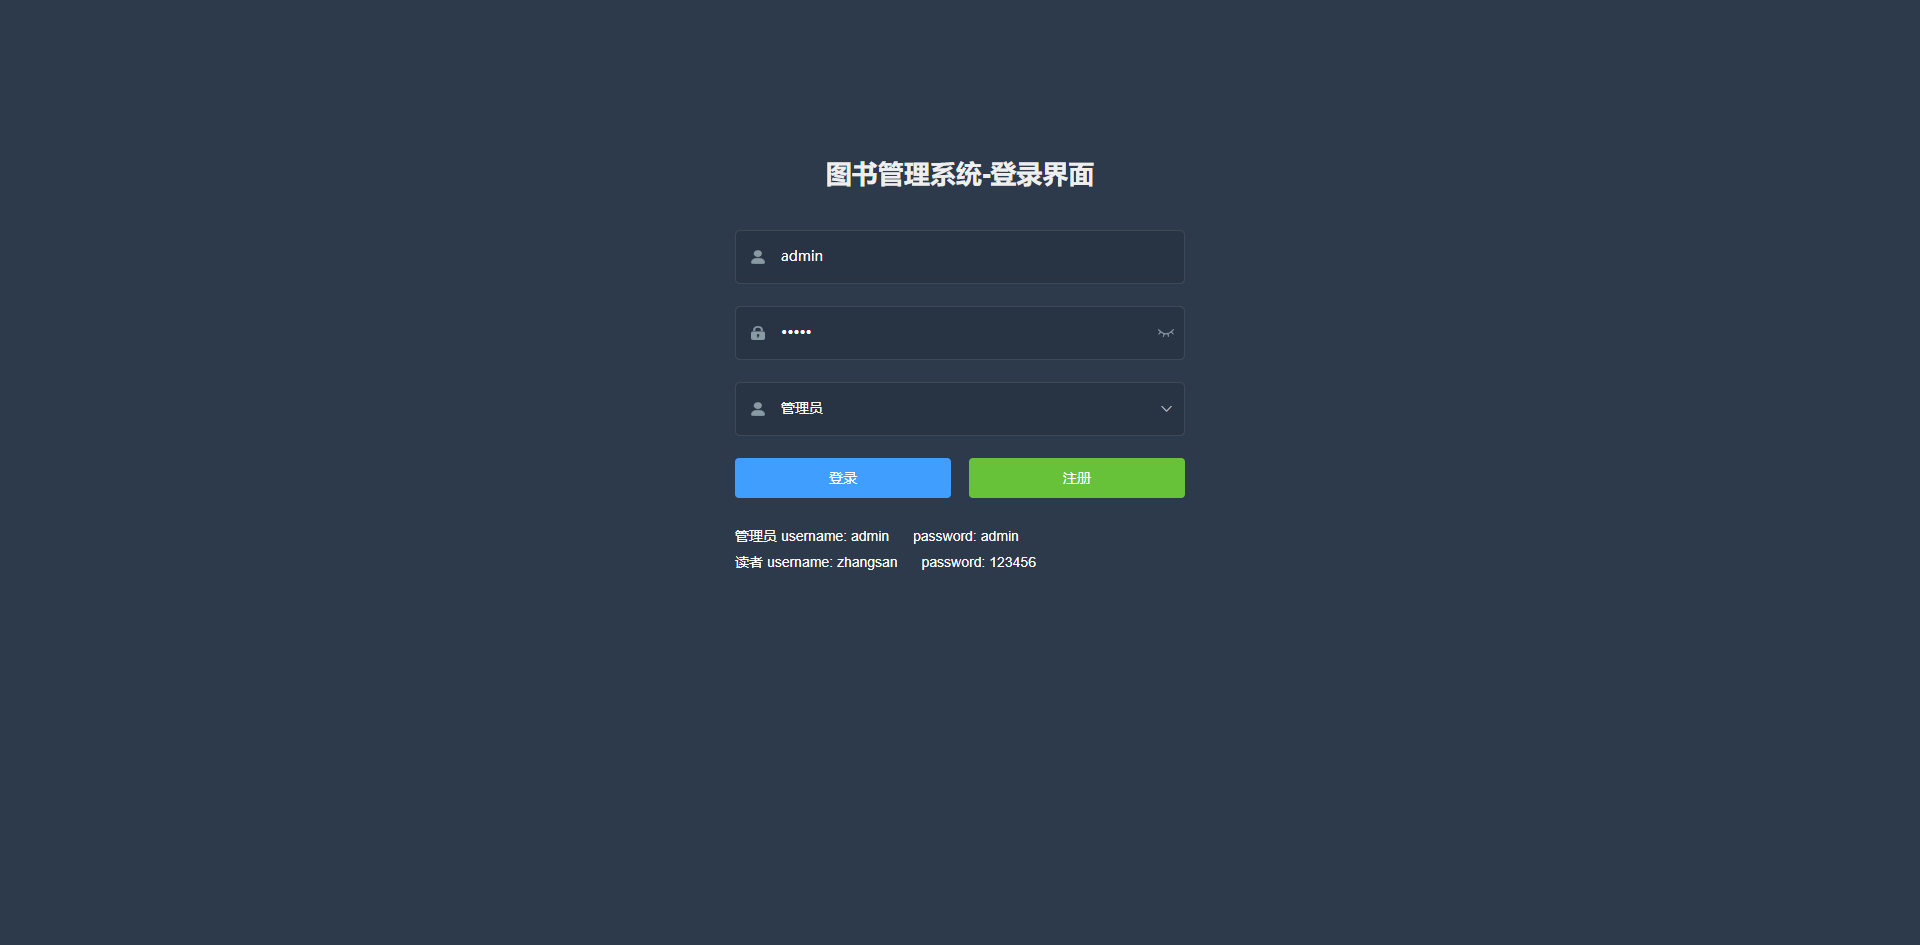 图书管理系统-登录界面
admin
•••••
管理员
登录 注册
管理员 username: admin password: admin
读者 username: zhangsan password: 123456